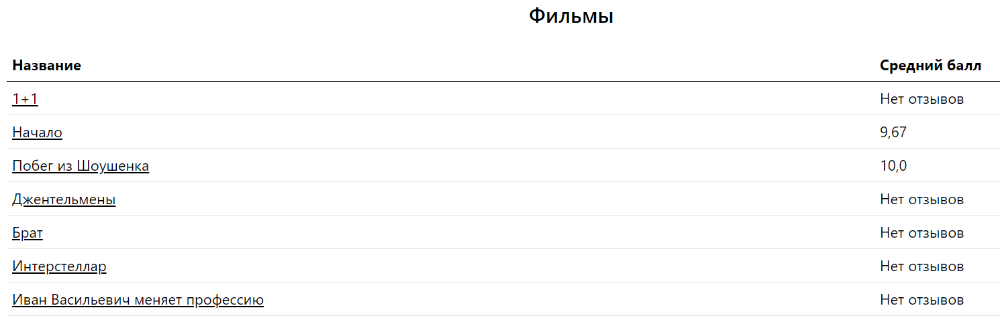 Фильмы
Название Средний балл
1+1 Нет отзывов
Начало 9,67
Побег из Шоушенка 10,0
Джентельмены Нет отзывов
Брат Нет отзывов
Интерстеллар Нет отзывов
Иван Васильевич меняет профессию Нет отзывов